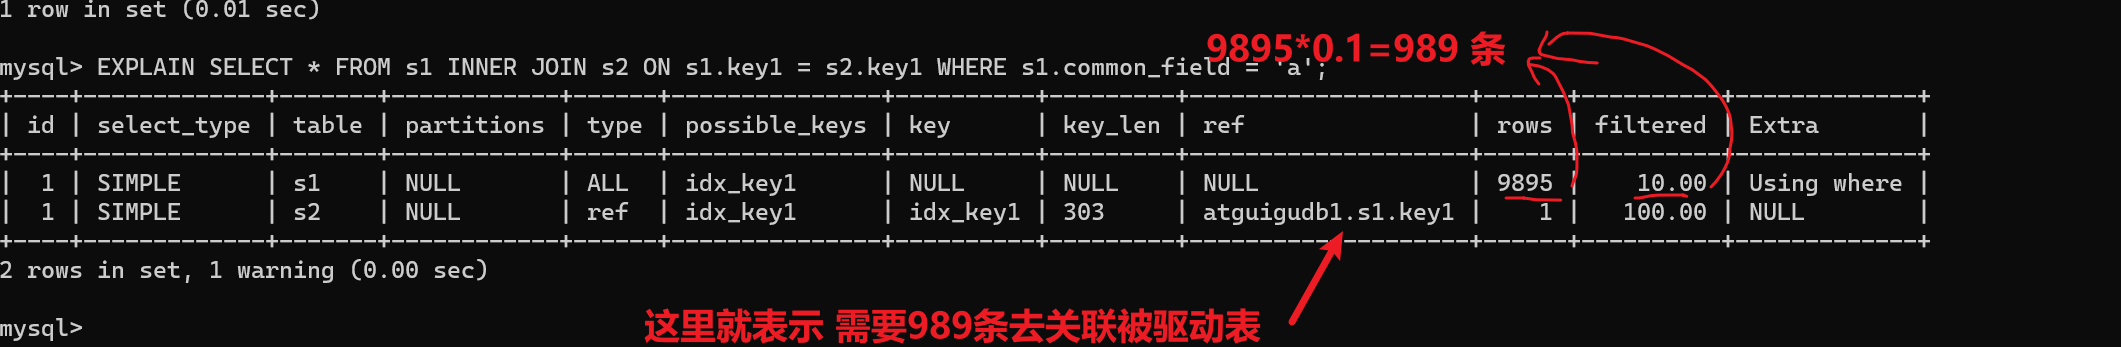 1 row in set (0.01 sec)
9895*0.1=989 条
mysql> EXPLAIN SELECT * FROM s1 INNER JOIN s2 ON s1.key1 = s2.key1 WHERE s1.common_field = 'a';
+----+-------------+-------+------------+------+---------------+----------+---------+--------------------+------+----------+-------------+
| id | select_type | table | partitions | type | possible_keys | key | key_len | ref | rows | filtered | Extra |
+----+-------------+-------+------------+------+---------------+----------+---------+--------------------+------+----------+-------------+
| 1 | SIMPLE | s1 | NULL | ALL | idx_key1 | NULL | NULL | NULL | 9895 | 10.00 | Using where |
| 1 | SIMPLE | s2 | NULL | ref | idx_key1 | idx_key1 | 303 | atguigudb1.s1.key1 | 1 | 100.00 | NULL |
+----+-------------+-------+------------+------+---------------+----------+---------+--------------------+------+----------+-------------+
2 rows in set, 1 warning (0.00 sec)
这里就表示 需要989条去关联被驱动表
mysql>